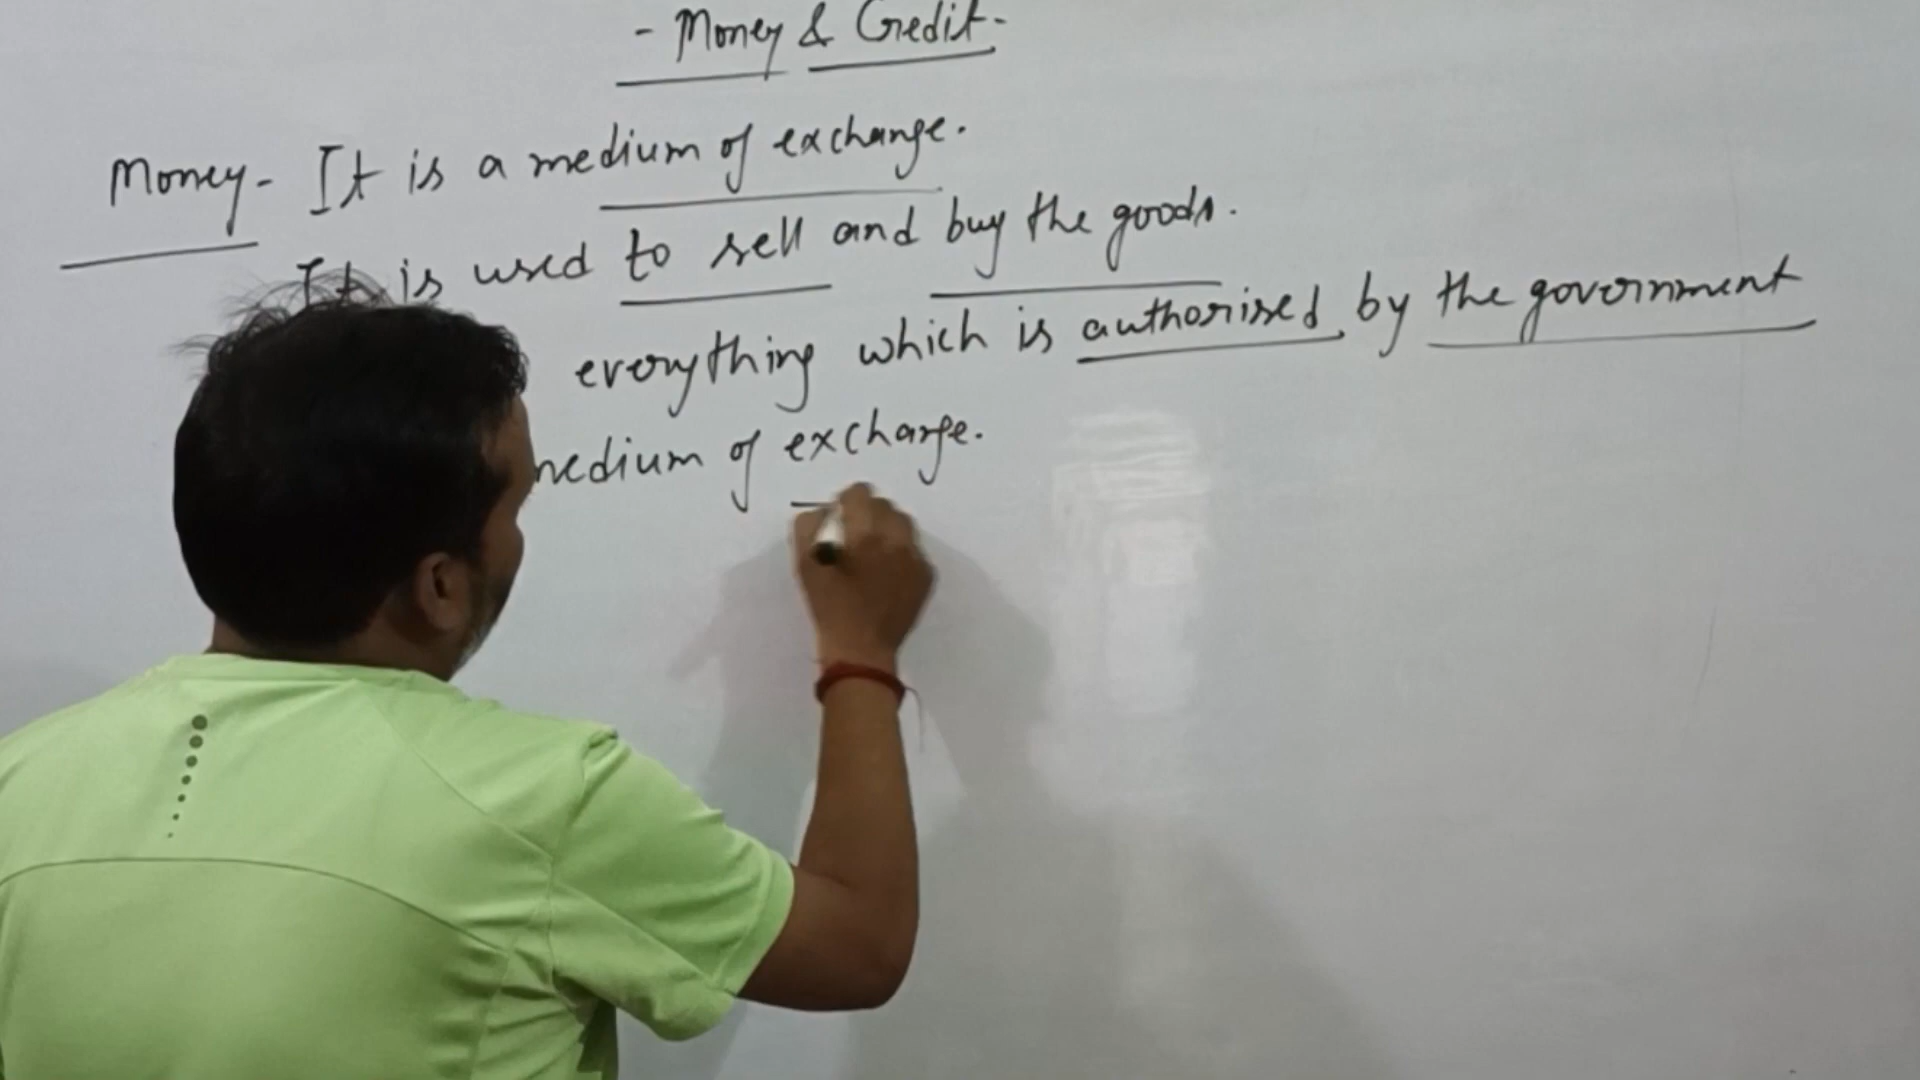 - Money & Credit -
Money - It is a medium of exchange.
It is used to sell and buy the goods.
everything which is authorised by the government
medium of exchange.